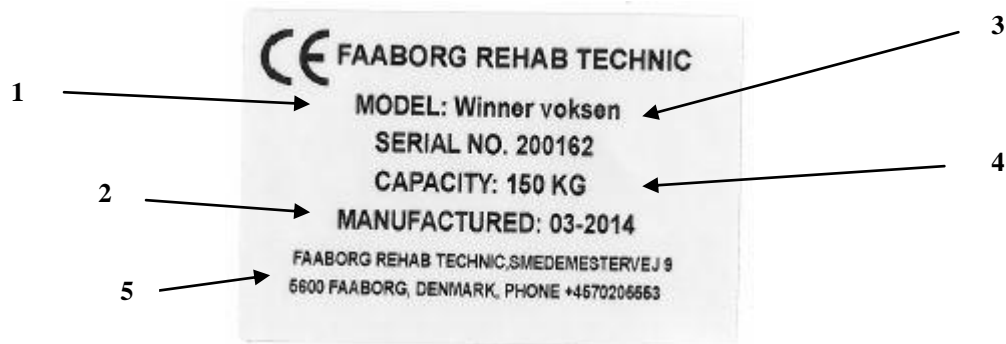 CE FAABORG REHAB TECHNIC
3
1
MODEL: Winner voksen
SERIAL NO. 200162
4
CAPACITY: 150 KG
2
MANUFACTURED: 03-2014
5
FAABORG REHAB TECHNIC,SMEDEMESTERVEJ 9
5600 FAABORG, DENMARK, PHONE +4570206553